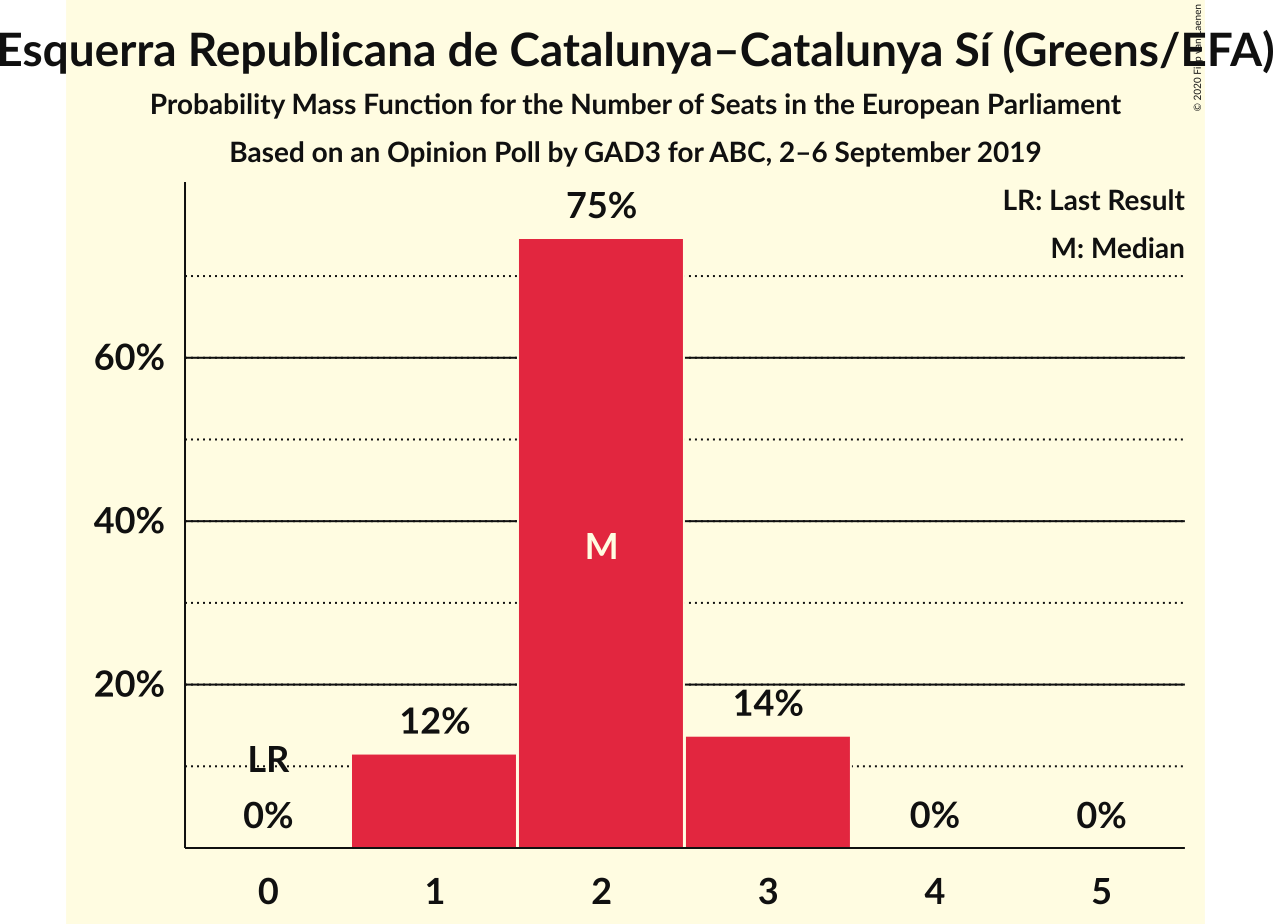 Esquerra Republicana de Catalunya–Catalunya Sí (Greens/EFA)
Probability Mass Function for the Number of Seats in the European Parliament
Based on an Opinion Poll by GAD3 for ABC, 2–6 September 2019
© 2020
LR: Last Result
M: Median
75%
60%
40%
M
20%
14%
12%
LR
0% 0% 0%
0 1 2 3 4 5